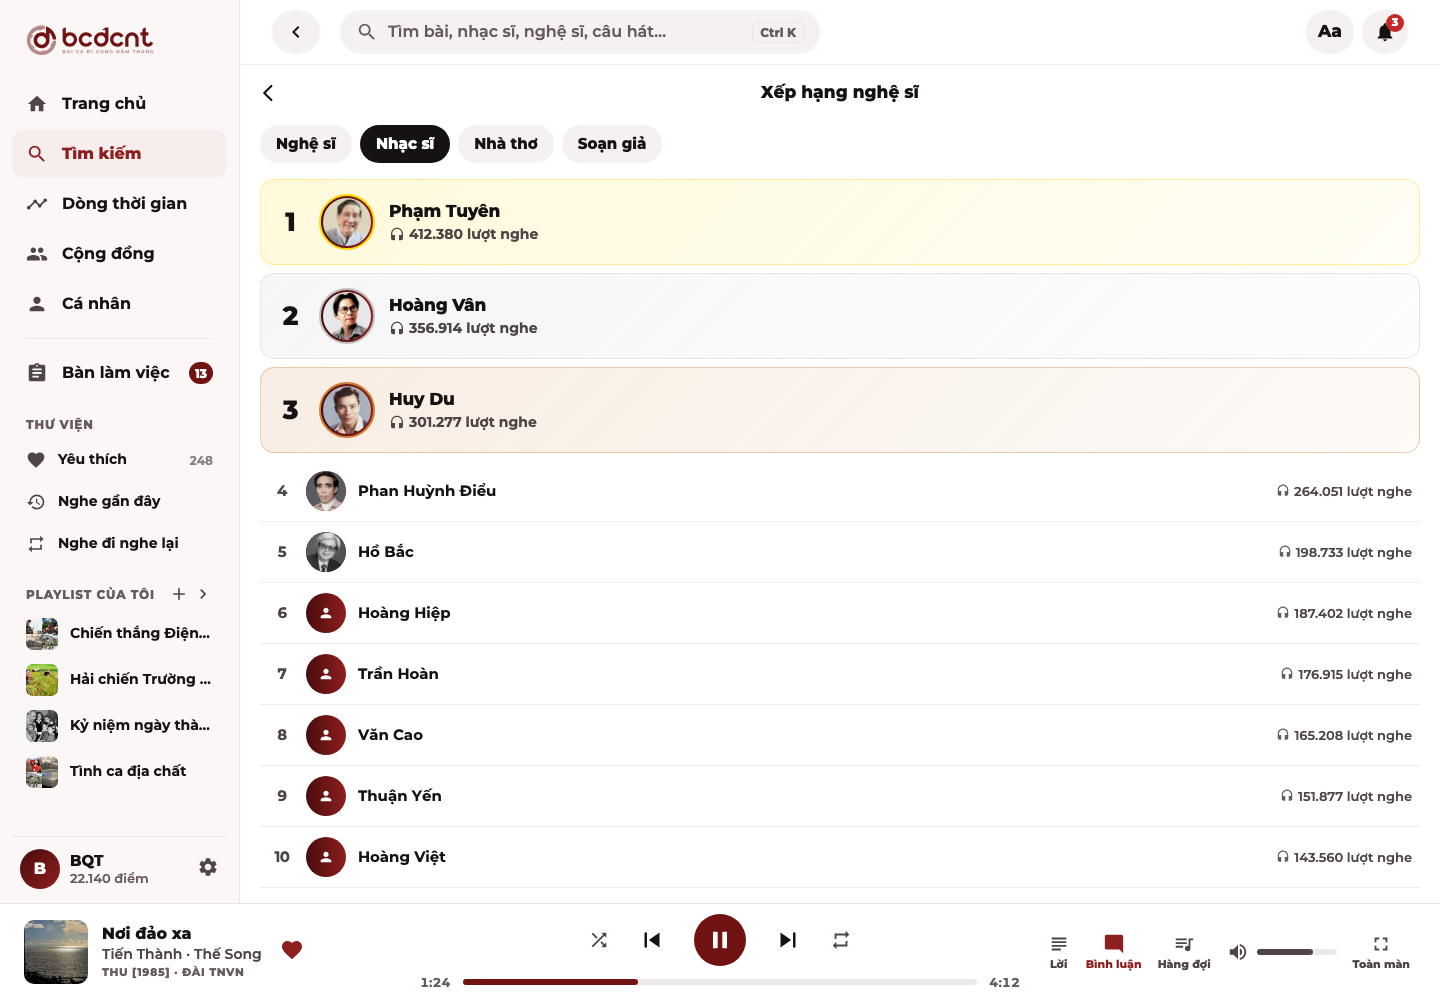 bcdcnt
BÀI CA ĐI CÙNG NĂM THÁNG
Trang chủ
Tìm kiếm
Dòng thời gian
Cộng đồng
Cá nhân
Bàn làm việc
13
THƯ VIỆN
Yêu thích
248
Nghe gần đây
Nghe đi nghe lại
PLAYLIST CỦA TÔI
Chiến thắng Điện...
Hải chiến Trường ...
Kỷ niệm ngày thà...
Tình ca địa chất
B
BQT
22.140 điểm
Tìm bài, nhạc sĩ, nghệ sĩ, câu hát...
Ctrl K
Aa
3
Xếp hạng nghệ sĩ
Nghệ sĩ
Nhạc sĩ
Nhà thơ
Soạn giả
1
Phạm Tuyên
412.380 lượt nghe
2
Hoàng Vân
356.914 lượt nghe
3
Huy Du
301.277 lượt nghe
4
Phan Huỳnh Điểu
264.051 lượt nghe
5
Hồ Bắc
198.733 lượt nghe
6
Hoàng Hiệp
187.402 lượt nghe
7
Trần Hoàn
176.915 lượt nghe
8
Văn Cao
165.208 lượt nghe
9
Thuận Yến
151.877 lượt nghe
10
Hoàng Việt
143.560 lượt nghe
Nơi đảo xa
Tiến Thành · Thế Song
THU [1985] · ĐÀI TNVN
1:24
4:12
Lời
Bình luận
Hàng đợi
Toàn màn